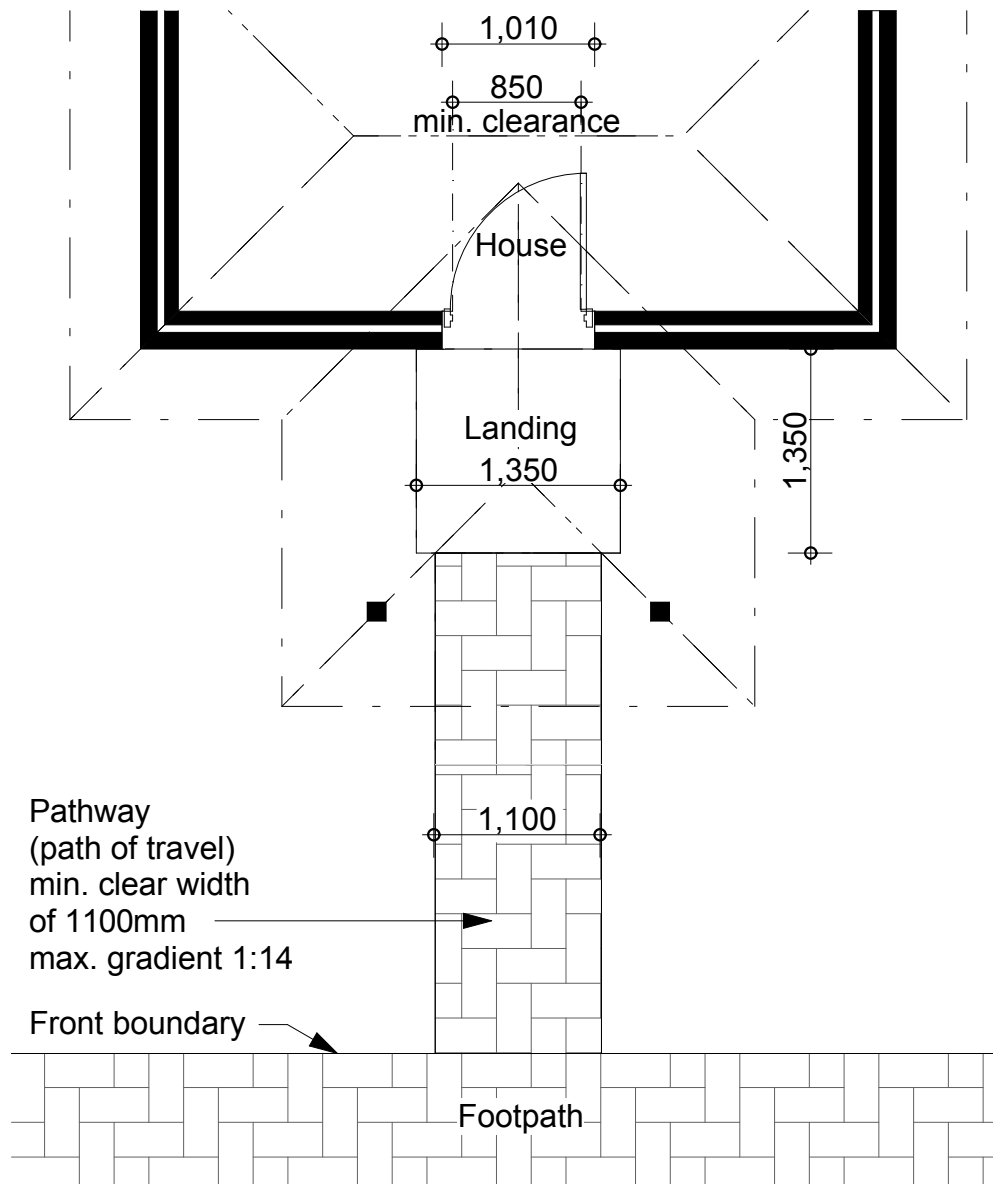 1,010
850
min. clearance
House
Landing
1,350
1,350
1,100
Pathway
(path of travel)
min. clear width
of 1100mm
max. gradient 1:14
Front boundary
Footpath